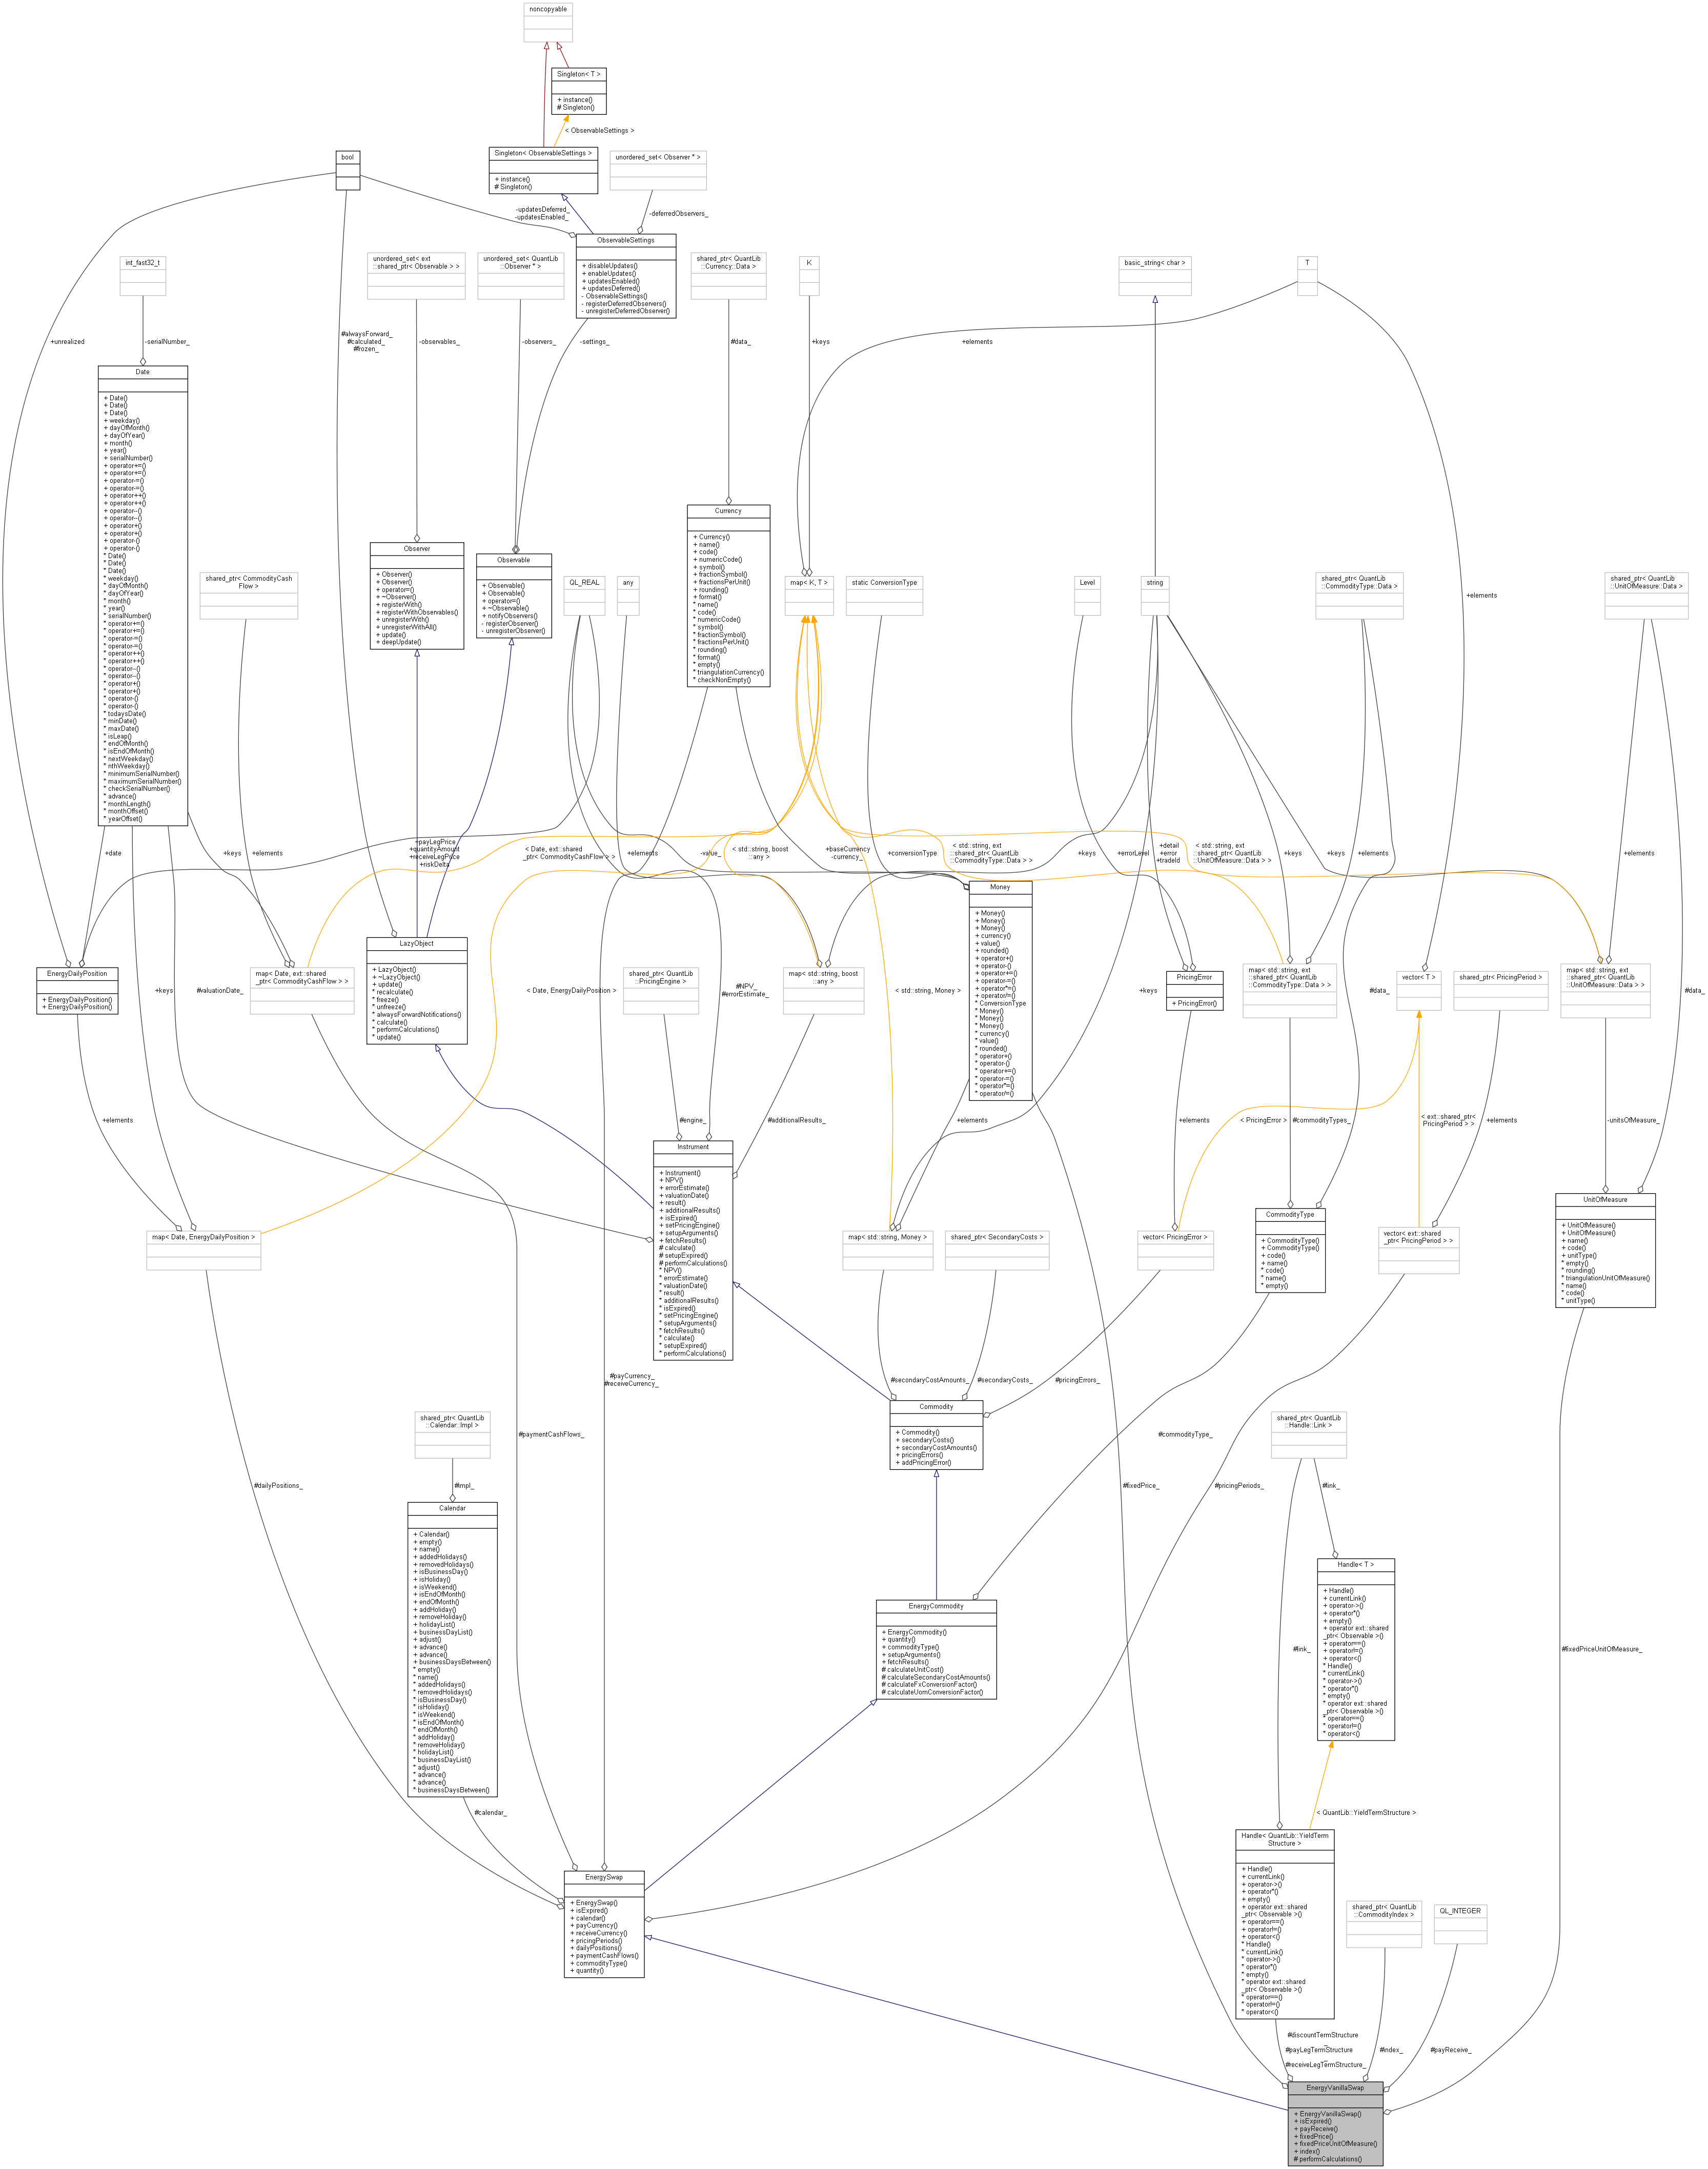 noncopyable
Singleton< T >
+ instance()
# Singleton()
< ObservableSettings >
bool
Singleton< ObservableSettings >
+ instance()
# Singleton()
unordered_set< Observer * >
-updatesDeferred_
-updatesEnabled_
-deferredObservers_
ObservableSettings
+ disableUpdates()
+ enableUpdates()
+ updatesEnabled()
+ updatesDeferred()
- ObservableSettings()
- registerDeferredObservers()
- unregisterDeferredObserver()
int_fast32_t
unordered_set< ext
::shared_ptr< Observable > >
unordered_set< QuantLib
::Observer * >
shared_ptr< QuantLib
::Currency::Data >
K
basic_string< char >
T
+unrealized
-serialNumber_
#alwaysForward_
#calculated_
#frozen_
-observables_
-observers_
-settings_
#data_
+keys
+elements
Date
+ Date()
+ Date()
+ Date()
+ weekday()
+ dayOfMonth()
+ dayOfYear()
+ month()
+ year()
+ serialNumber()
+ operator+=()
+ operator+=()
+ operator-=()
+ operator-=()
+ operator++()
+ operator++()
+ operator--()
+ operator--()
+ operator+()
+ operator+()
+ operator-()
+ operator-()
* Date()
* Date()
* Date()
* weekday()
* dayOfMonth()
* dayOfYear()
* month()
* year()
* serialNumber()
* operator+=()
* operator+=()
* operator-=()
* operator-=()
* operator++()
* operator++()
* operator--()
* operator--()
* operator+()
* operator+()
* operator-()
* operator-()
* todaysDate()
* minDate()
* maxDate()
* isLeap()
* endOfMonth()
* isEndOfMonth()
* nextWeekday()
* nthWeekday()
* minimumSerialNumber()
* maximumSerialNumber()
* checkSerialNumber()
* advance()
* monthLength()
* monthOffset()
* yearOffset()
shared_ptr< CommodityCash
Flow >
Observer
+ Observer()
+ Observer()
+ operator=()
+ ~Observer()
+ registerWith()
+ registerWithObservables()
+ unregisterWith()
+ unregisterWithAll()
+ update()
+ deepUpdate()
Observable
+ Observable()
+ Observable()
+ operator=()
+ ~Observable()
+ notifyObservers()
- registerObserver()
- unregisterObserver()
QL_REAL
any
Currency
+ Currency()
+ name()
+ code()
+ numericCode()
+ symbol()
+ fractionSymbol()
+ fractionsPerUnit()
+ rounding()
+ format()
* name()
* code()
* numericCode()
* symbol()
* fractionSymbol()
* fractionsPerUnit()
* rounding()
* format()
* empty()
* triangulationCurrency()
* checkNonEmpty()
map< K, T >
static ConversionType
Level
string
shared_ptr< QuantLib
::CommodityType::Data >
+elements
shared_ptr< QuantLib
::UnitOfMeasure::Data >
+date
+keys
+elements
+payLegPrice
+quantityAmount
+receiveLegPrice
+riskDelta
< Date, ext::shared
_ptr< CommodityCashFlow > >
+elements
-value_
< std::string, boost
::any >
+baseCurrency
-currency_
+conversionType
< std::string, ext
::shared_ptr< QuantLib
::CommodityType::Data > >
+keys
+errorLevel
+detail
+error
+tradeId
< std::string, ext
::shared_ptr< QuantLib
::UnitOfMeasure::Data > >
+keys
+keys
+elements
+elements
EnergyDailyPosition
+ EnergyDailyPosition()
+ EnergyDailyPosition()
+keys
#valuationDate_
map< Date, ext::shared
_ptr< CommodityCashFlow > >
LazyObject
+ LazyObject()
+ ~LazyObject()
+ update()
* recalculate()
* freeze()
* unfreeze()
* alwaysForwardNotifications()
* calculate()
* performCalculations()
* update()
< Date, EnergyDailyPosition >
shared_ptr< QuantLib
::PricingEngine >
#NPV_
#errorEstimate_
map< std::string, boost
::any >
< std::string, Money >
Money
+ Money()
+ Money()
+ Money()
+ currency()
+ value()
+ rounded()
+ operator+()
+ operator-()
+ operator+=()
+ operator-=()
+ operator*=()
+ operator/=()
* ConversionType
* Money()
* Money()
* Money()
* currency()
* value()
* rounded()
* operator+()
* operator-()
* operator+=()
* operator-=()
* operator*=()
* operator/=()
+keys
PricingError
+ PricingError()
map< std::string, ext
::shared_ptr< QuantLib
::CommodityType::Data > >
#data_
vector< T >
shared_ptr< PricingPeriod >
map< std::string, ext
::shared_ptr< QuantLib
::UnitOfMeasure::Data > >
#data_
+elements
#engine_
#additionalResults_
+elements
+elements
< PricingError >
#commodityTypes_
< ext::shared_ptr<
PricingPeriod > >
+elements
-unitsOfMeasure_
map< Date, EnergyDailyPosition >
Instrument
+ Instrument()
+ NPV()
+ errorEstimate()
+ valuationDate()
+ result()
+ additionalResults()
+ isExpired()
+ setPricingEngine()
+ setupArguments()
+ fetchResults()
# calculate()
# setupExpired()
# performCalculations()
* NPV()
* errorEstimate()
* valuationDate()
* result()
* additionalResults()
* isExpired()
* setPricingEngine()
* setupArguments()
* fetchResults()
* calculate()
* setupExpired()
* performCalculations()
map< std::string, Money >
shared_ptr< SecondaryCosts >
vector< PricingError >
CommodityType
+ CommodityType()
+ CommodityType()
+ code()
+ name()
* code()
* name()
* empty()
vector< ext::shared
_ptr< PricingPeriod > >
UnitOfMeasure
+ UnitOfMeasure()
+ UnitOfMeasure()
+ name()
+ code()
+ unitType()
* empty()
* rounding()
* triangulationUnitOfMeasure()
* name()
* code()
* unitType()
#payCurrency_
#receiveCurrency_
#secondaryCostAmounts_
#secondaryCosts_
#pricingErrors_
shared_ptr< QuantLib
::Calendar::Impl >
#paymentCashFlows_
Commodity
+ Commodity()
+ secondaryCosts()
+ secondaryCostAmounts()
+ pricingErrors()
+ addPricingError()
#commodityType_
shared_ptr< QuantLib
::Handle::Link >
#dailyPositions_
#impl_
#fixedPrice_
#pricingPeriods_
#link_
Calendar
+ Calendar()
+ empty()
+ name()
+ addedHolidays()
+ removedHolidays()
+ isBusinessDay()
+ isHoliday()
+ isWeekend()
+ isEndOfMonth()
+ endOfMonth()
+ addHoliday()
+ removeHoliday()
+ holidayList()
+ businessDayList()
+ adjust()
+ advance()
+ advance()
+ businessDaysBetween()
* empty()
* name()
* addedHolidays()
* removedHolidays()
* isBusinessDay()
* isHoliday()
* isWeekend()
* isEndOfMonth()
* endOfMonth()
* addHoliday()
* removeHoliday()
* holidayList()
* businessDayList()
* adjust()
* advance()
* advance()
* businessDaysBetween()
EnergyCommodity
+ EnergyCommodity()
+ quantity()
+ commodityType()
+ setupArguments()
+ fetchResults()
# calculateUnitCost()
# calculateSecondaryCostAmounts()
# calculateFxConversionFactor()
# calculateUomConversionFactor()
#link_
Handle< T >
+ Handle()
+ currentLink()
+ operator->()
+ operator*()
+ empty()
+ operator ext::shared
_ptr< Observable >()
+ operator==()
+ operator!=()
+ operator<()
* Handle()
* currentLink()
* operator->()
* operator*()
* empty()
* operator ext::shared
_ptr< Observable >()
* operator==()
* operator!=()
* operator<()
#fixedPriceUnitOfMeasure_
#calendar_
< QuantLib::YieldTermStructure >
EnergySwap
+ EnergySwap()
+ isExpired()
+ calendar()
+ payCurrency()
+ receiveCurrency()
+ pricingPeriods()
+ dailyPositions()
+ paymentCashFlows()
+ commodityType()
+ quantity()
Handle< QuantLib::YieldTerm
Structure >
+ Handle()
+ currentLink()
+ operator->()
+ operator*()
+ empty()
+ operator ext::shared
_ptr< Observable >()
+ operator==()
+ operator!=()
+ operator<()
* Handle()
* currentLink()
* operator->()
* operator*()
* empty()
* operator ext::shared
_ptr< Observable >()
* operator==()
* operator!=()
* operator<()
shared_ptr< QuantLib
::CommodityIndex >
QL_INTEGER
#discountTermStructure
_
#payLegTermStructure
_
#receiveLegTermStructure_
#index_
#payReceive_
EnergyVanillaSwap
+ EnergyVanillaSwap()
+ isExpired()
+ payReceive()
+ fixedPrice()
+ fixedPriceUnitOfMeasure()
+ index()
# performCalculations()